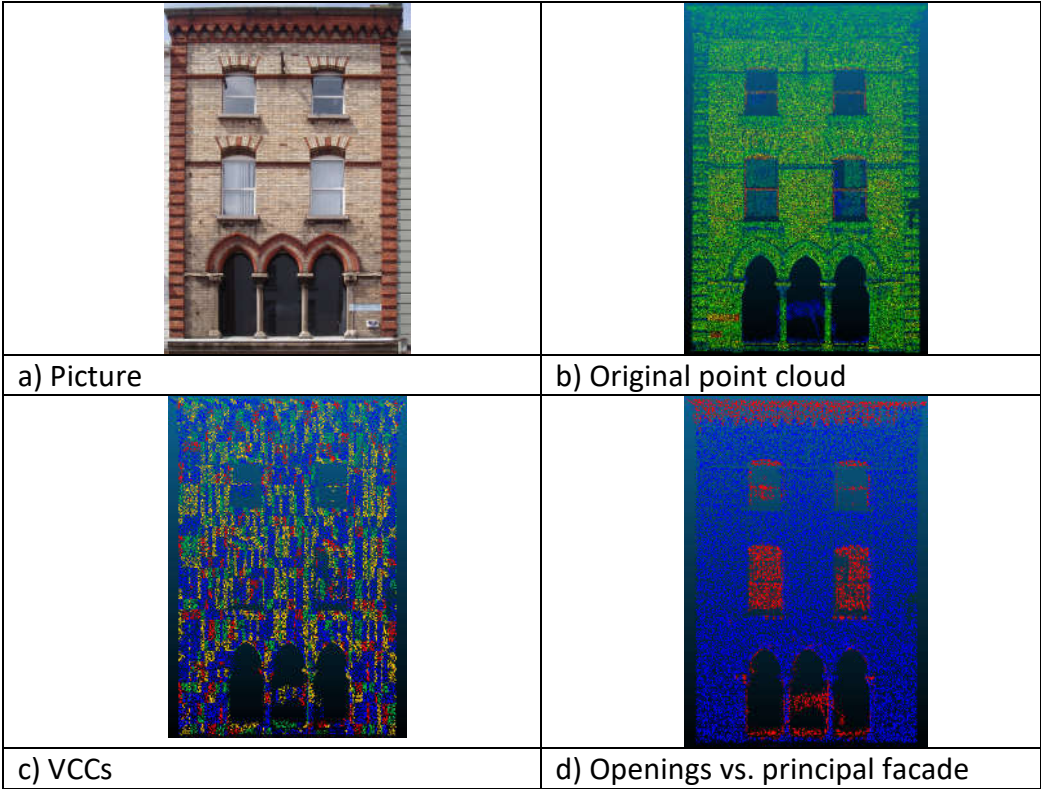 a) Picture
b) Original point cloud
c) VCCs
d) Openings vs. principal facade